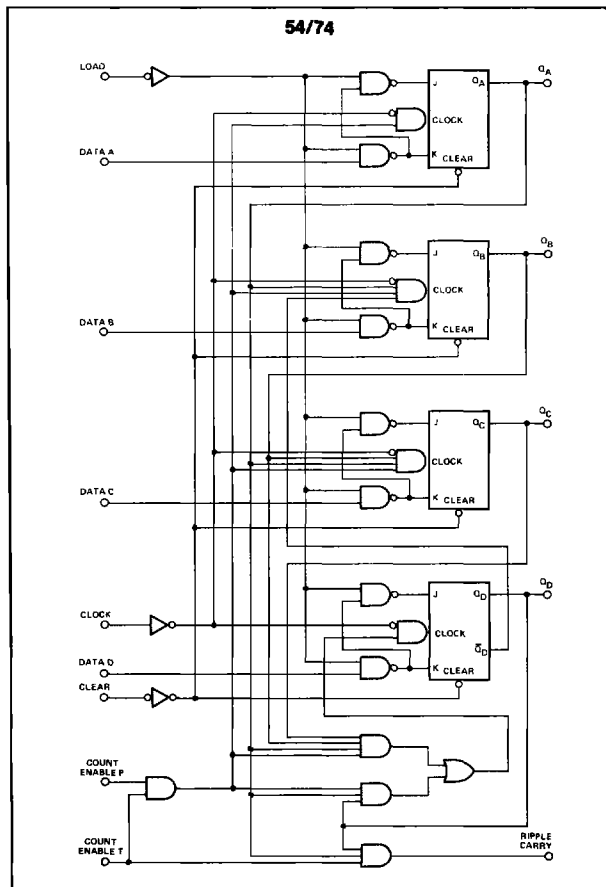 54/74
LOAD
J
Q_A
Q_A
CLOCK
DATA A
K
CLEAR
J
Q_B
Q_B
CLOCK
DATA B
K
CLEAR
J
Q_C
Q_C
CLOCK
DATA C
K
CLEAR
J
Q_D
Q_D
CLOCK
CLOCK
Q̅_D
DATA D
K
CLEAR
CLEAR
COUNT
ENABLE P
COUNT
ENABLE T
RIPPLE
CARRY